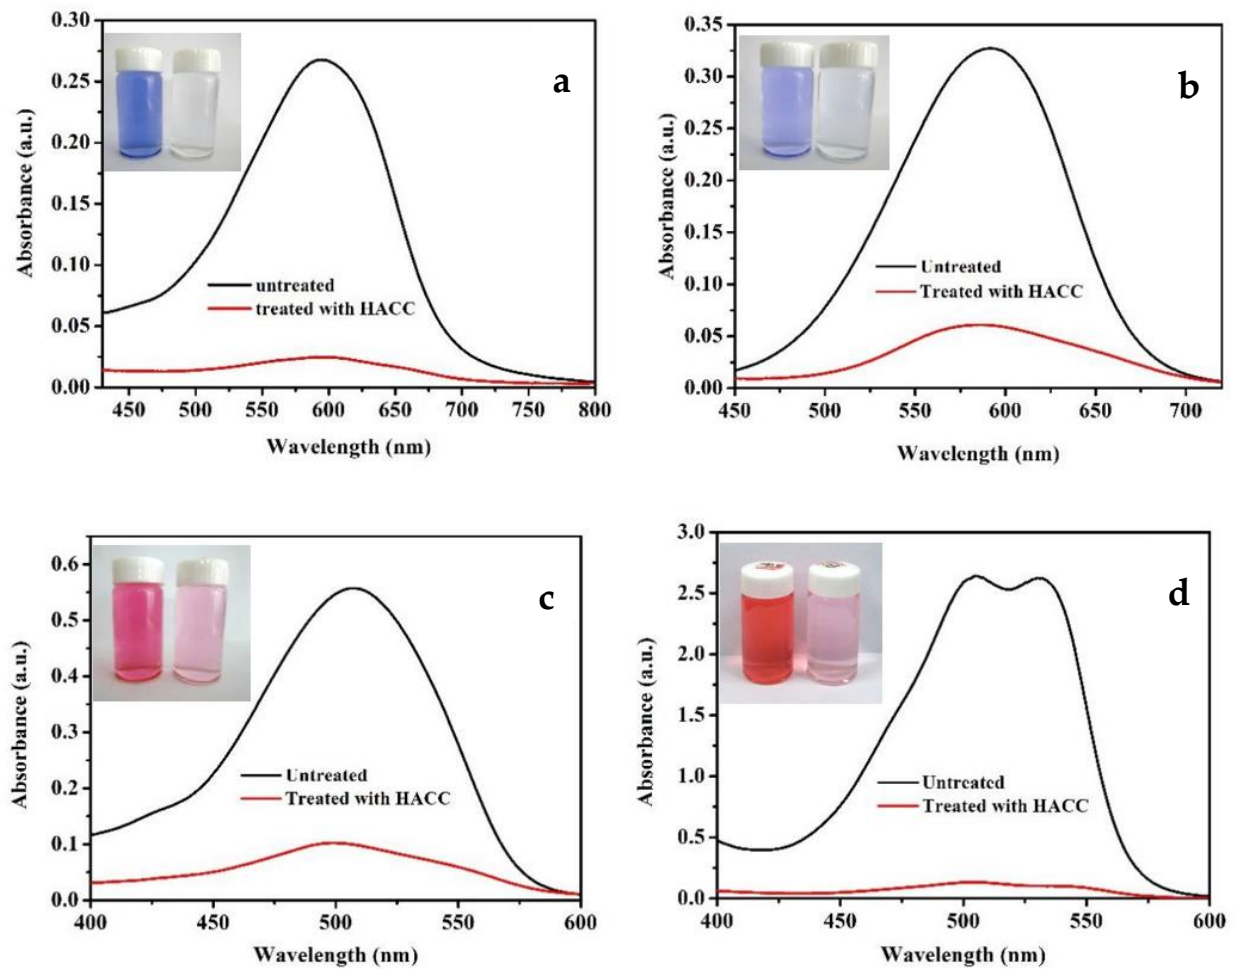 0.30
0.25
0.20
0.15
0.10
0.05
0.00
Absorbance (a.u.)
a
untreated
treated with HACC
450 500 550 600 650 700 750 800
Wavelength (nm)
0.35
0.30
0.25
0.20
0.15
0.10
0.05
0.00
Absorbance (a.u.)
b
Untreated
Treated with HACC
450 500 550 600 650 700
Wavelength (nm)
0.6
0.5
0.4
0.3
0.2
0.1
0.0
Absorbance (a.u.)
c
Untreated
Treated with HACC
400 450 500 550 600
Wavelength (nm)
3.0
2.5
2.0
1.5
1.0
0.5
0.0
Absorbance (a.u.)
d
Untreated
Treated with HACC
400 450 500 550 600
Wavelength (nm)